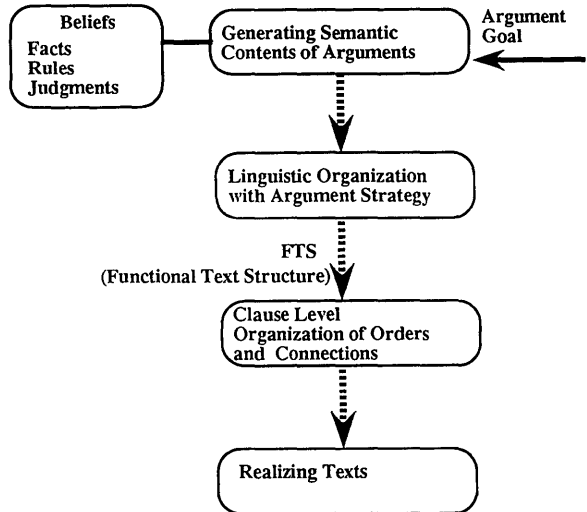 Beliefs
Facts
Rules
Judgments
Generating Semantic
Contents of Arguments
Argument
Goal
Linguistic Organization
with Argument Strategy
FTS
(Functional Text Structure)
Clause Level
Organization of Orders
and Connections
Realizing Texts